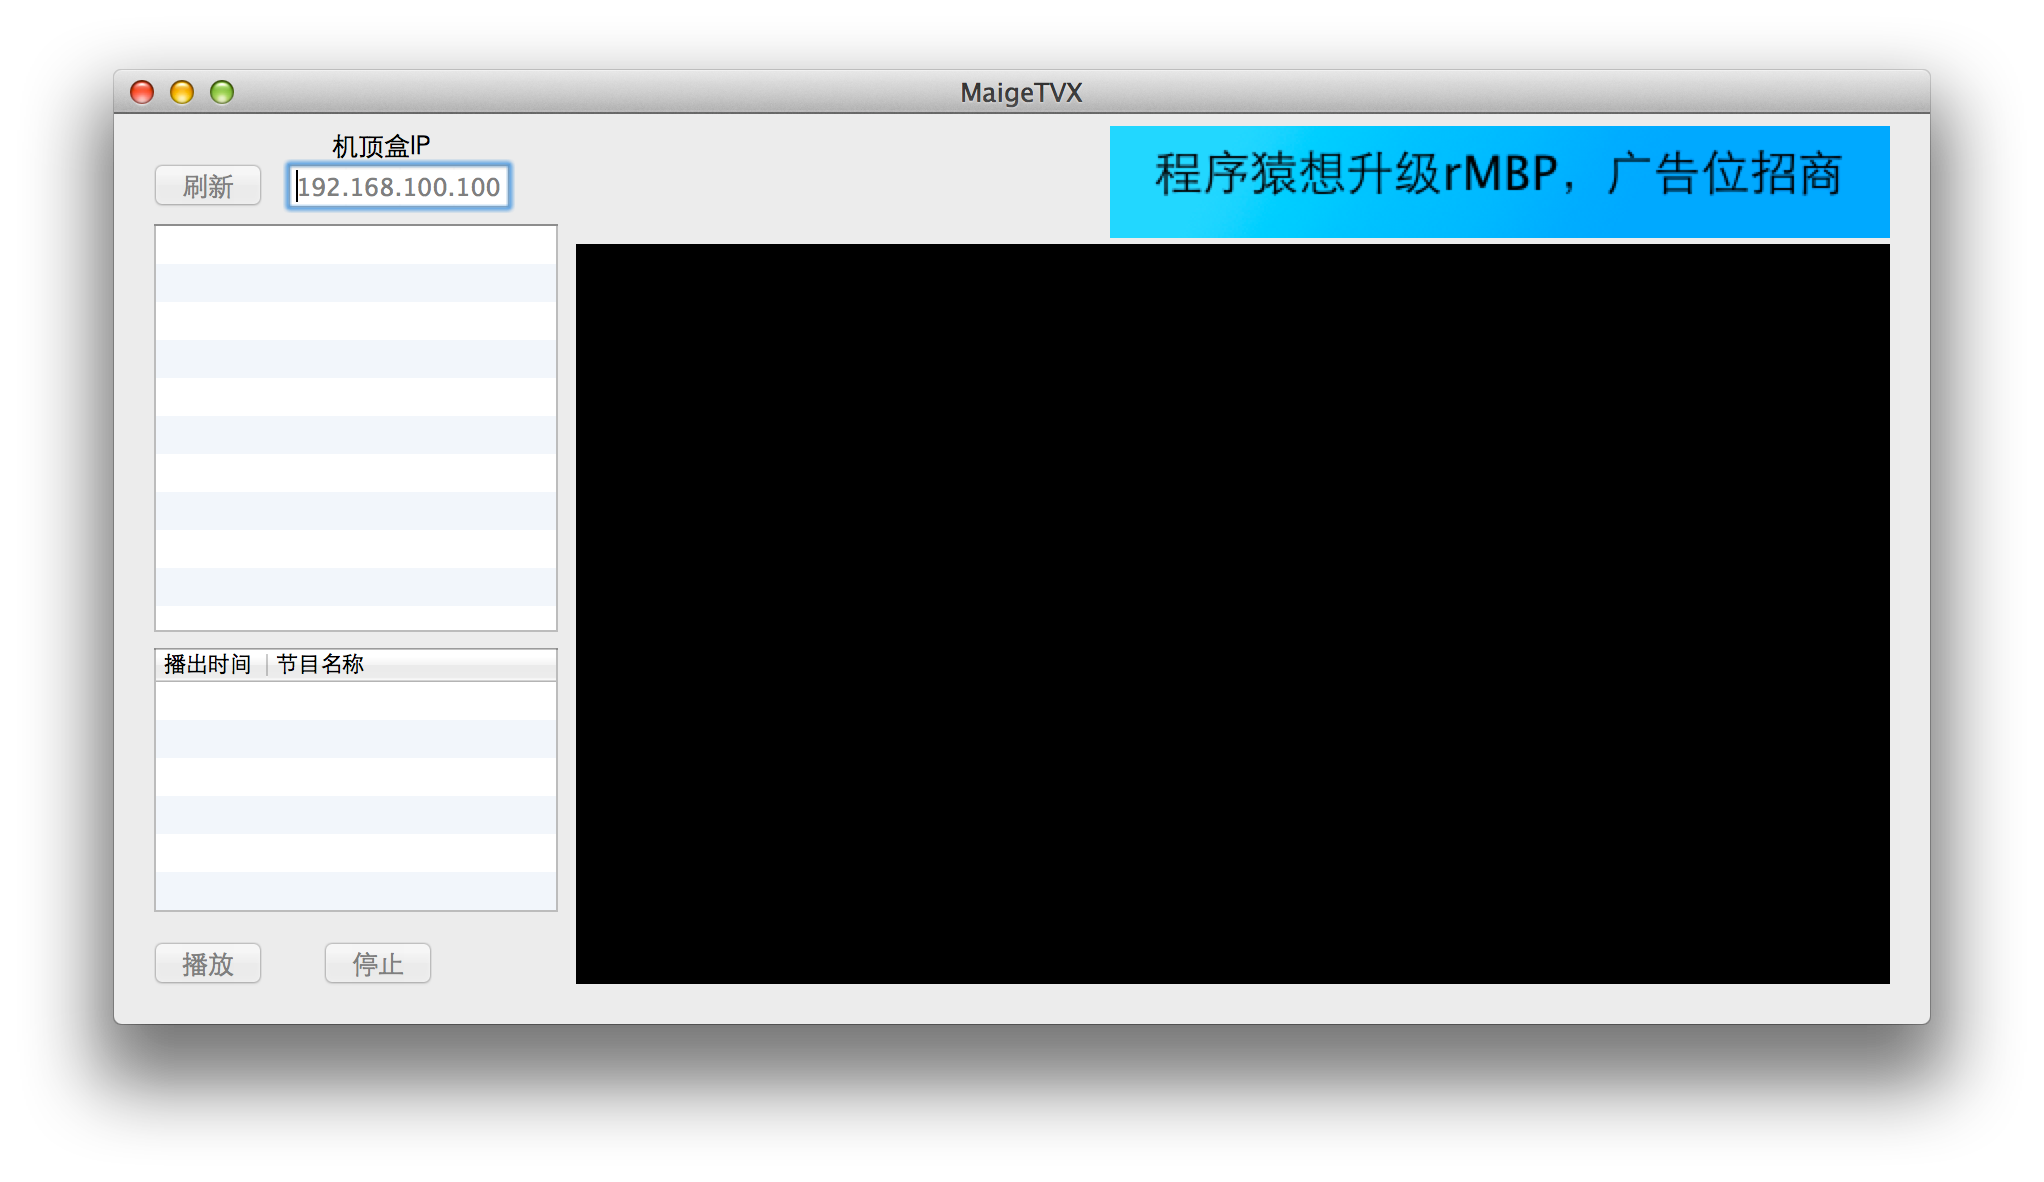 MaigeTVX
机顶盒IP
刷新
192.168.100.100
程序猿想升级rMBP，广告位招商
播出时间
节目名称
播放
停止